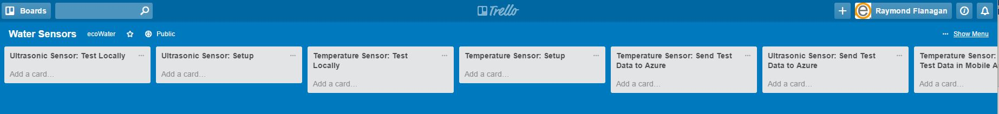 Boards
Trello
Raymond Flanagan
Water Sensors
ecoWater
Public
... Show Menu
Ultrasonic Sensor: Test Locally
Add a card...
Ultrasonic Sensor: Setup
Add a card...
Temperature Sensor: Test
Locally
Add a card...
Temperature Sensor: Setup
Add a card...
Temperature Sensor: Send Test
Data to Azure
Add a card...
Ultrasonic Sensor: Send Test
Data to Azure
Add a card...
Temperature Sensor:
Test Data in Mobile A
Add a card...